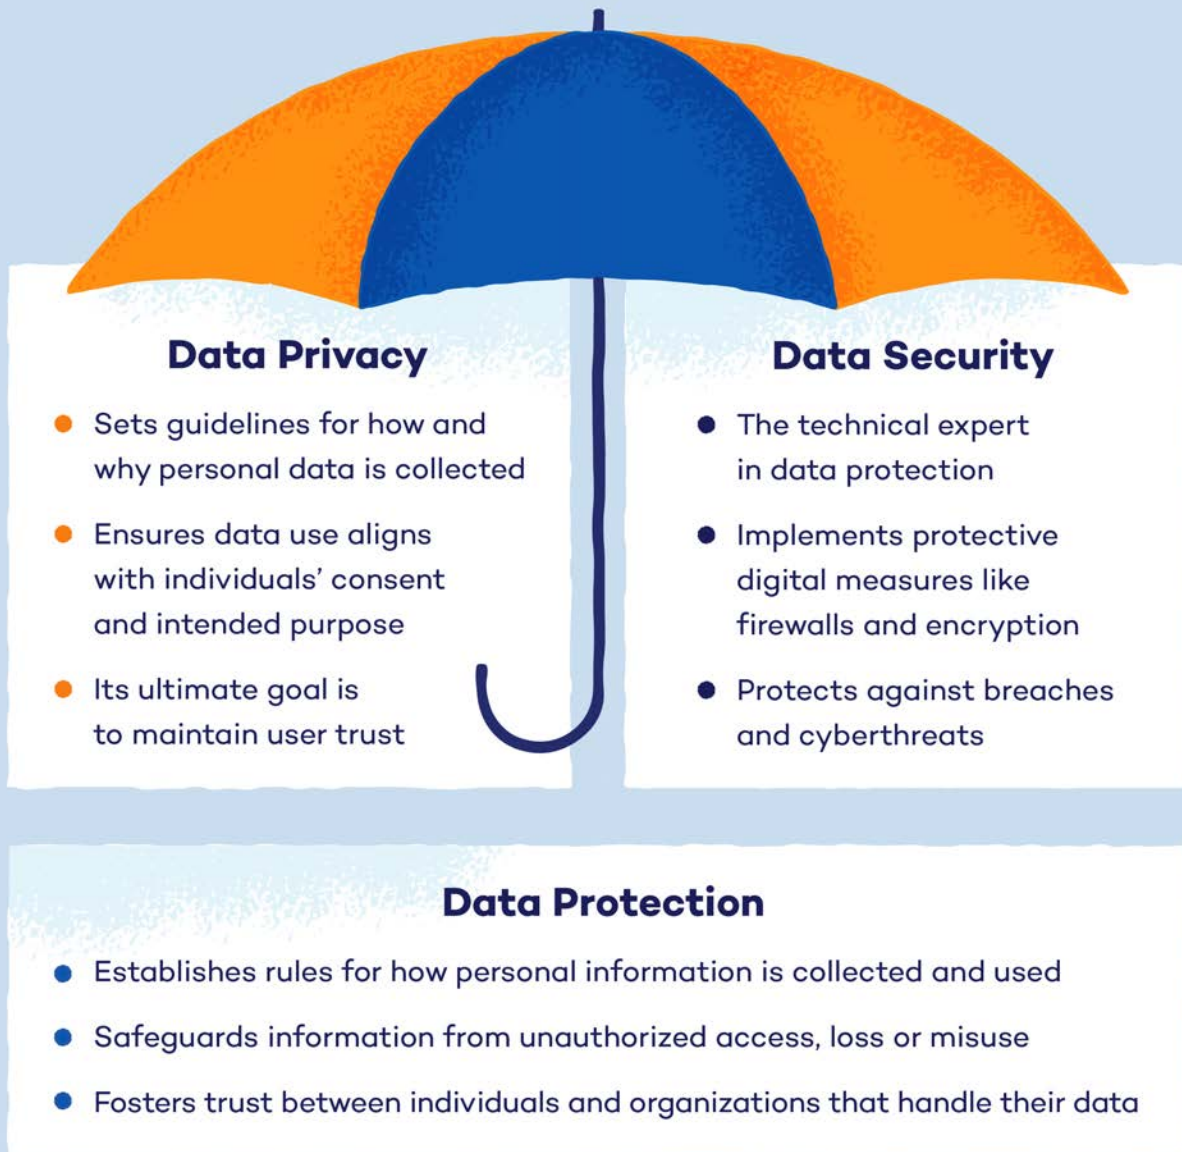 Data Privacy
Sets guidelines for how and
why personal data is collected
Ensures data use aligns
with individuals’ consent
and intended purpose
Its ultimate goal is
to maintain user trust
Data Security
The technical expert
in data protection
Implements protective
digital measures like
firewalls and encryption
Protects against breaches
and cyberthreats
Data Protection
Establishes rules for how personal information is collected and used
Safeguards information from unauthorized access, loss or misuse
Fosters trust between individuals and organizations that handle their data